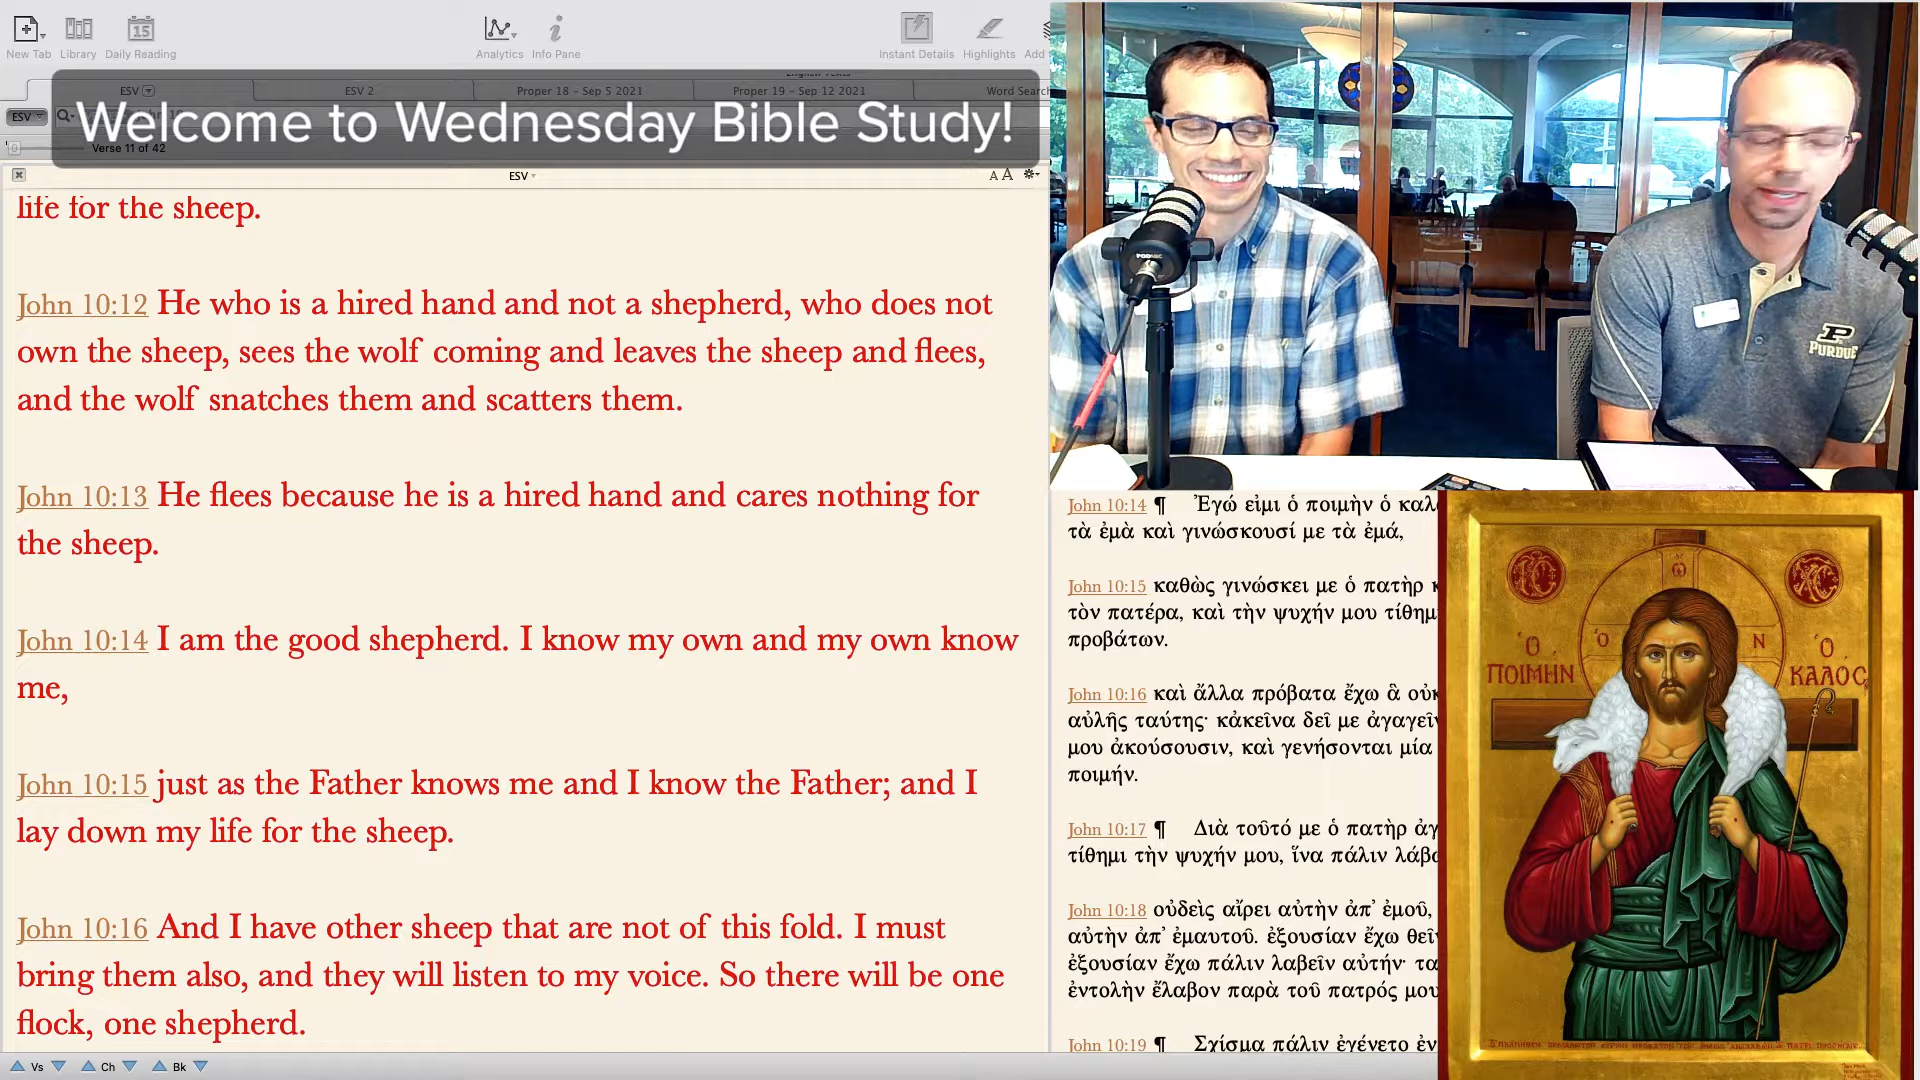 New Tab Library Daily Reading
15
Analytics Info Pane
Instant Details Highlights Add
ESV
ESV 2
Proper 18 - Sep 5 2021
Proper 19 - Sep 12 2021
Word Search
ESV
Welcome to Wednesday Bible Study!
Verse 11 of 42
ESV
A A
life for the sheep.
John 10:12 He who is a hired hand and not a shepherd, who does not
own the sheep, sees the wolf coming and leaves the sheep and flees,
and the wolf snatches them and scatters them.
John 10:13 He flees because he is a hired hand and cares nothing for
the sheep.
John 10:14 I am the good shepherd. I know my own and my own know
me,
John 10:15 just as the Father knows me and I know the Father; and I
lay down my life for the sheep.
John 10:16 And I have other sheep that are not of this fold. I must
bring them also, and they will listen to my voice. So there will be one
flock, one shepherd.
Vs Ch Bk
P
PURDUE
John 10:14 ¶ Ἐγώ εἰμι ὁ ποιμὴν ὁ
τὰ ἐμὰ καὶ γινώσκουσί με τὰ ἐμά,
John 10:15 καθὼς γινώσκει με ὁ πατὴρ
τὸν πατέρα, καὶ τὴν ψυχήν μου
προβάτων.
John 10:16 καὶ ἄλλα πρόβατα ἔχω ἃ
αὐλῆς ταύτης· κἀκεῖνα δεῖ με
μου ἀκούσουσιν, καὶ γενήσονται μία
ποιμήν.
John 10:17 ¶ Διὰ τοῦτό με ὁ πατὴρ
τίθημι τὴν ψυχήν μου, ἵνα πάλιν
John 10:18 οὐδεὶς αἴρει αὐτὴν ἀπ’ ἐμοῦ,
αὐτὴν ἀπ’ ἐμαυτοῦ. ἐξουσίαν ἔχω
ἐξουσίαν ἔχω πάλιν λαβεῖν αὐτήν·
ἐντολὴν ἔλαβον παρὰ τοῦ πατρός μου
John 10:19 ¶ Σχίσμα πάλιν ἐγένετο ἐν
Ὁ ΠΟΙΜΗΝ
Ὁ ΚΑΛΟΣ
Ο Ѡ Ν